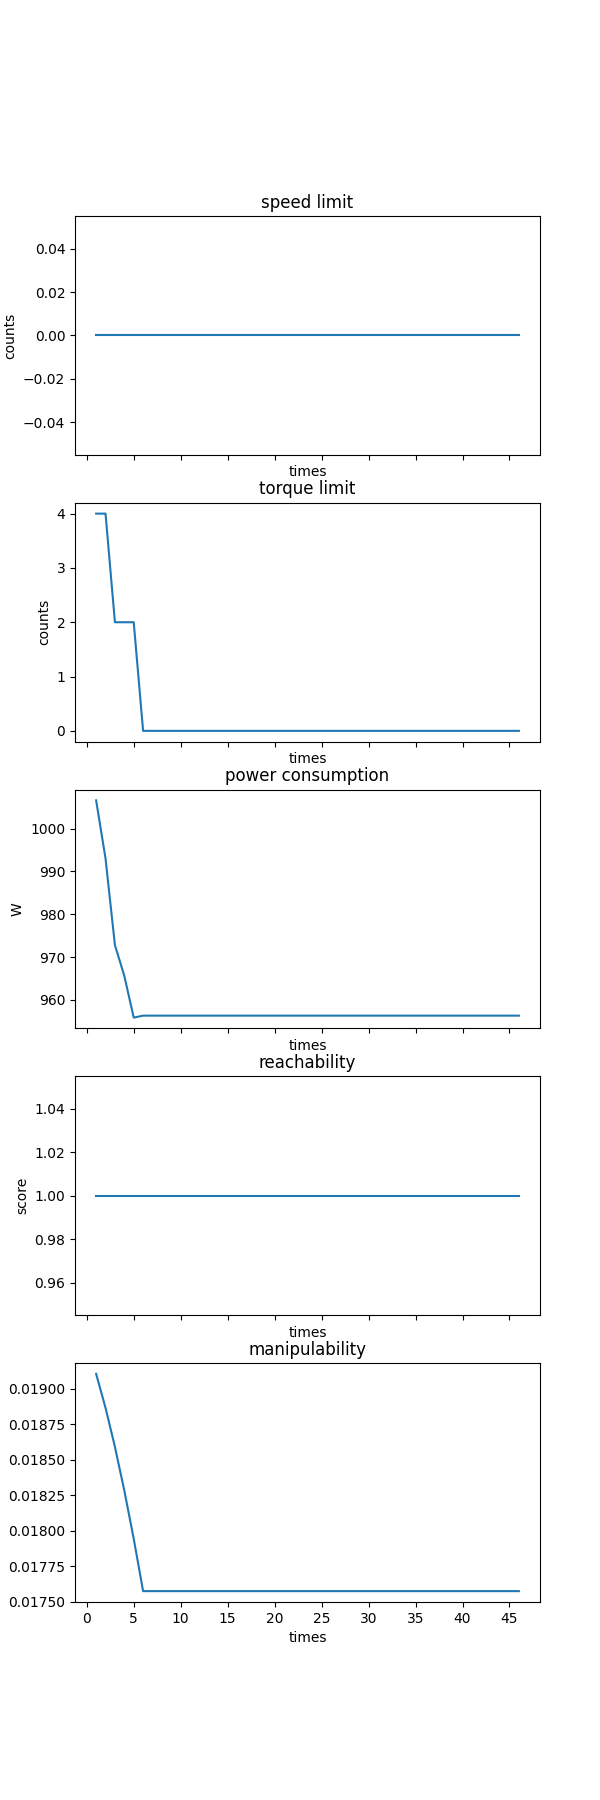 speed limit
counts
0.04
0.02
0.00
−0.02
−0.04
times
torque limit
counts
4
3
2
1
0
times
power consumption
W
1000
990
980
970
960
times
reachability
score
1.04
1.02
1.00
0.98
0.96
times
manipulability
0.01900
0.01875
0.01850
0.01825
0.01800
0.01775
0.01750
0 5 10 15 20 25 30 35 40 45
times